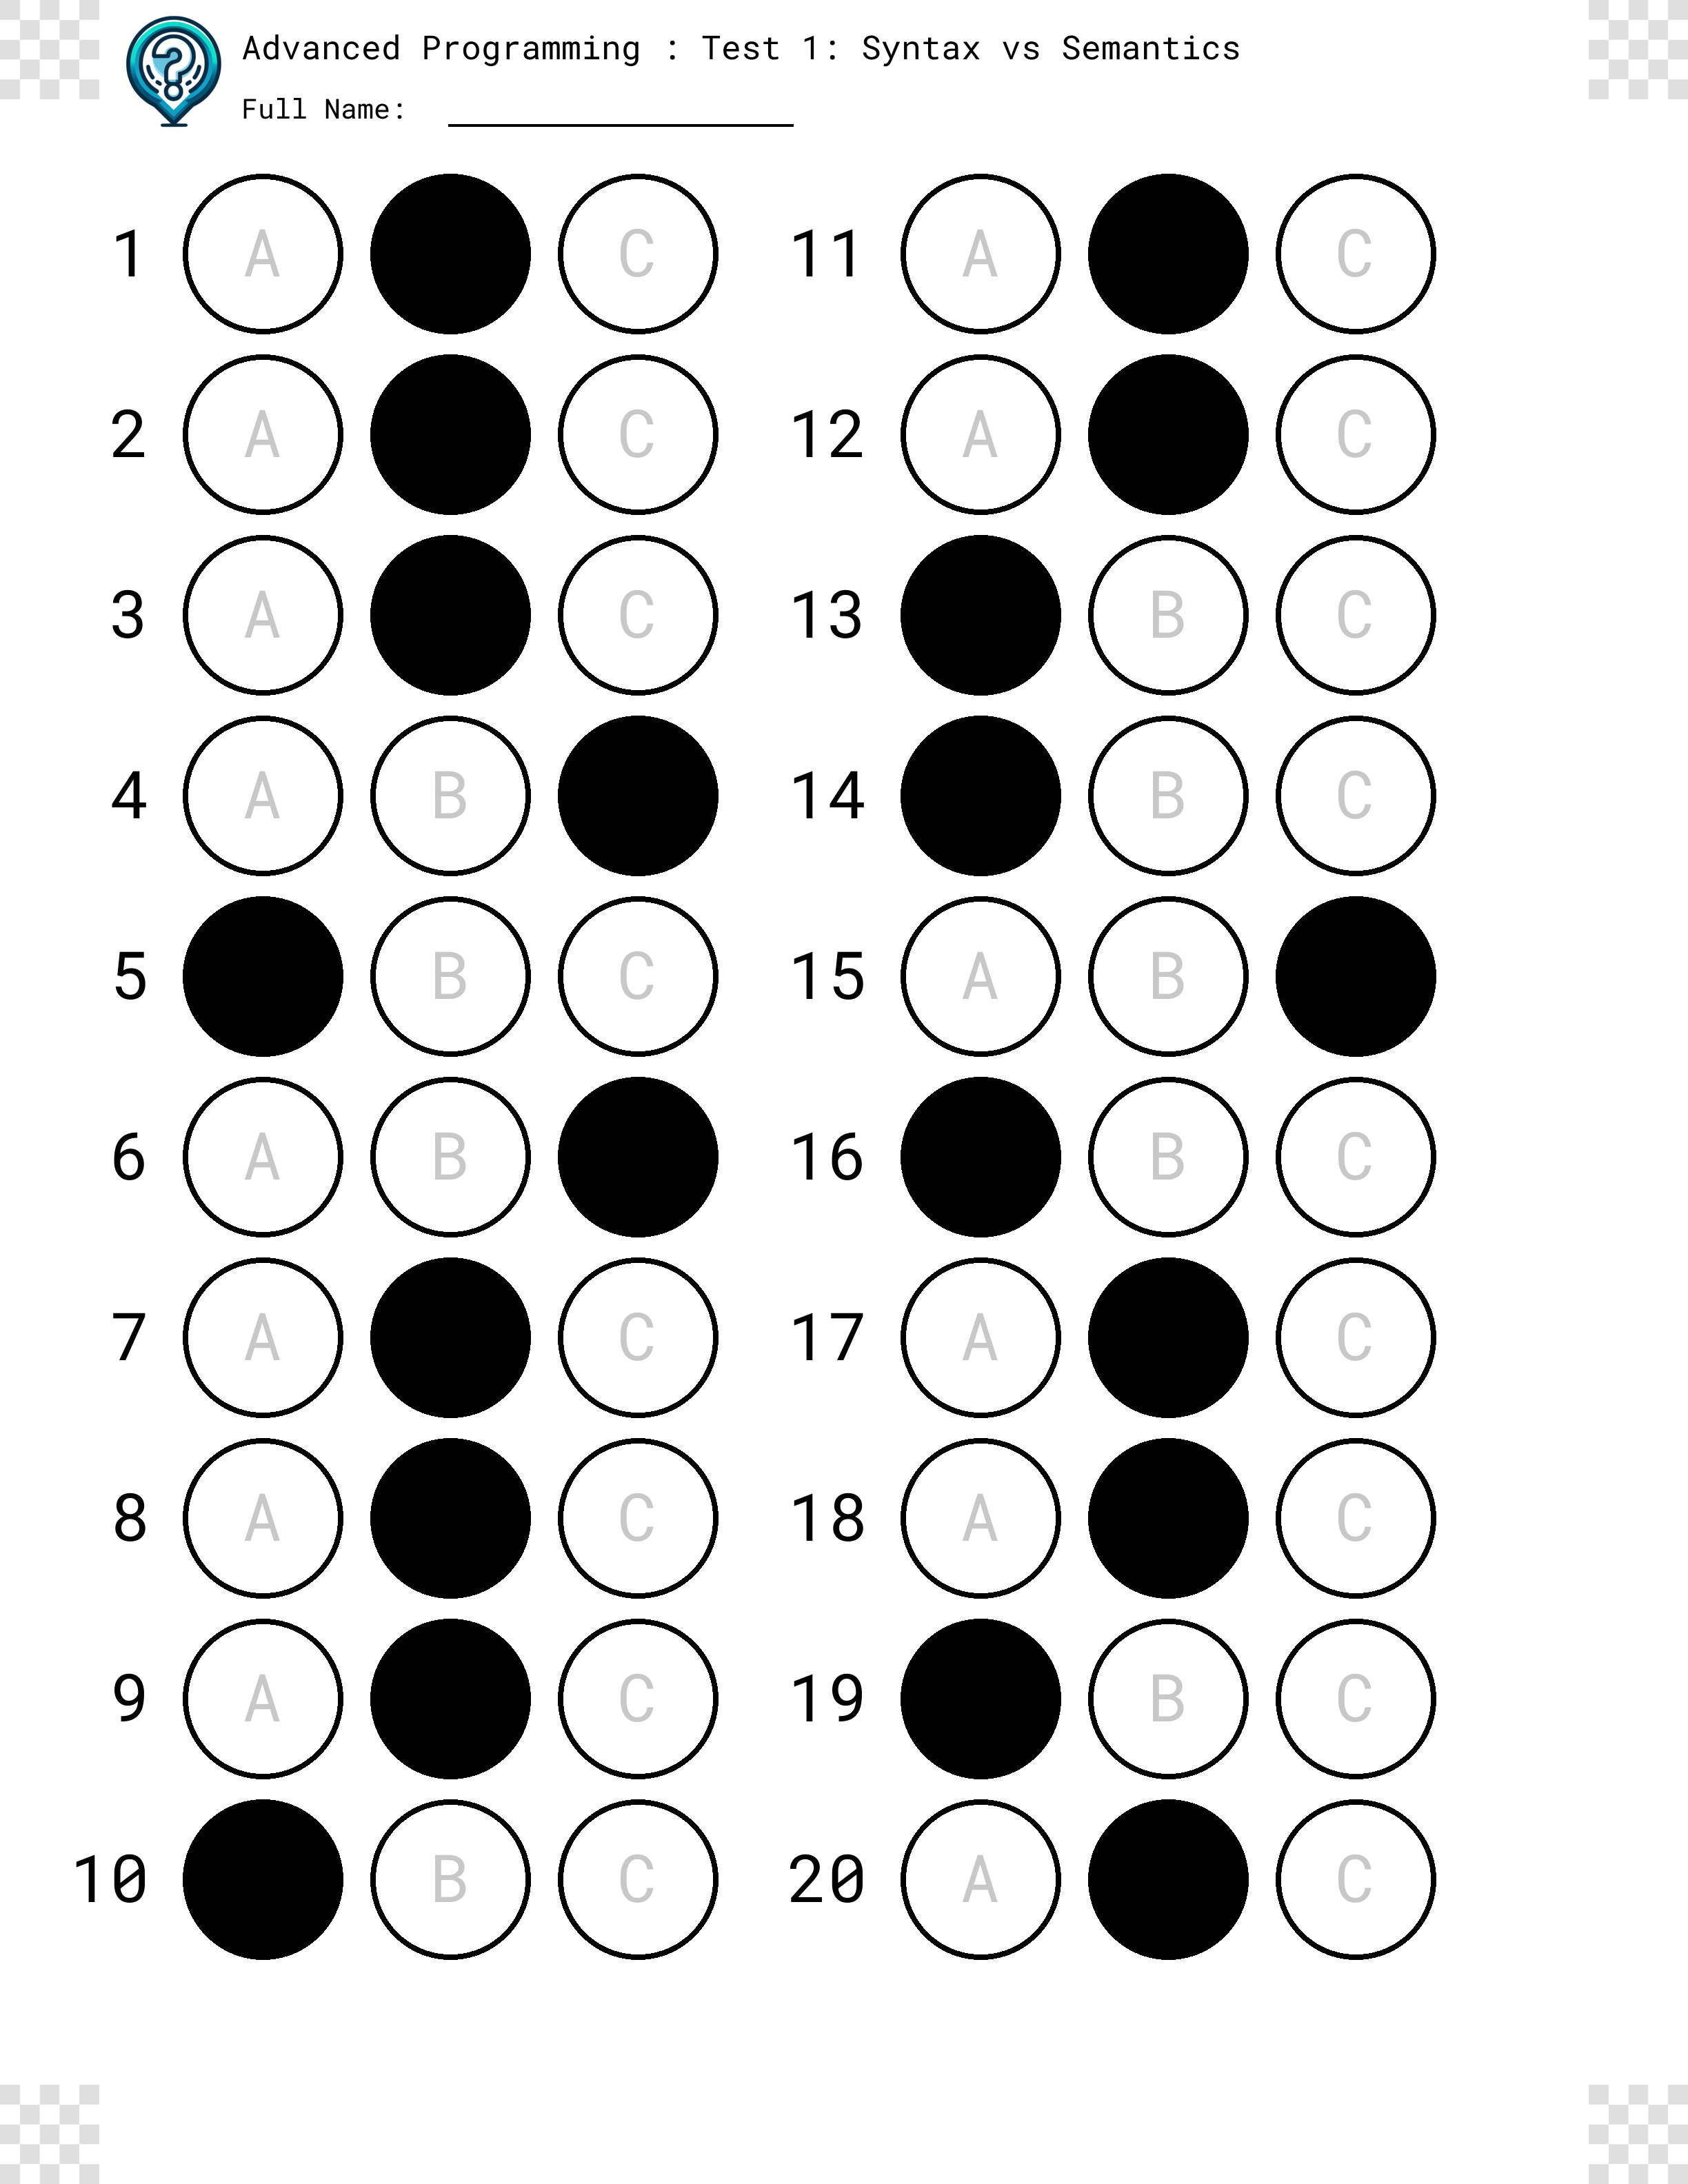 Advanced Programming : Test 1: Syntax vs Semantics
Full Name:
1 A C
2 A C
3 A C
4 A B
5 B C
6 A B
7 A C
8 A C
9 A C
10 B C
11 A C
12 A C
13 B C
14 B C
15 A B
16 B C
17 A C
18 A C
19 B C
20 A C